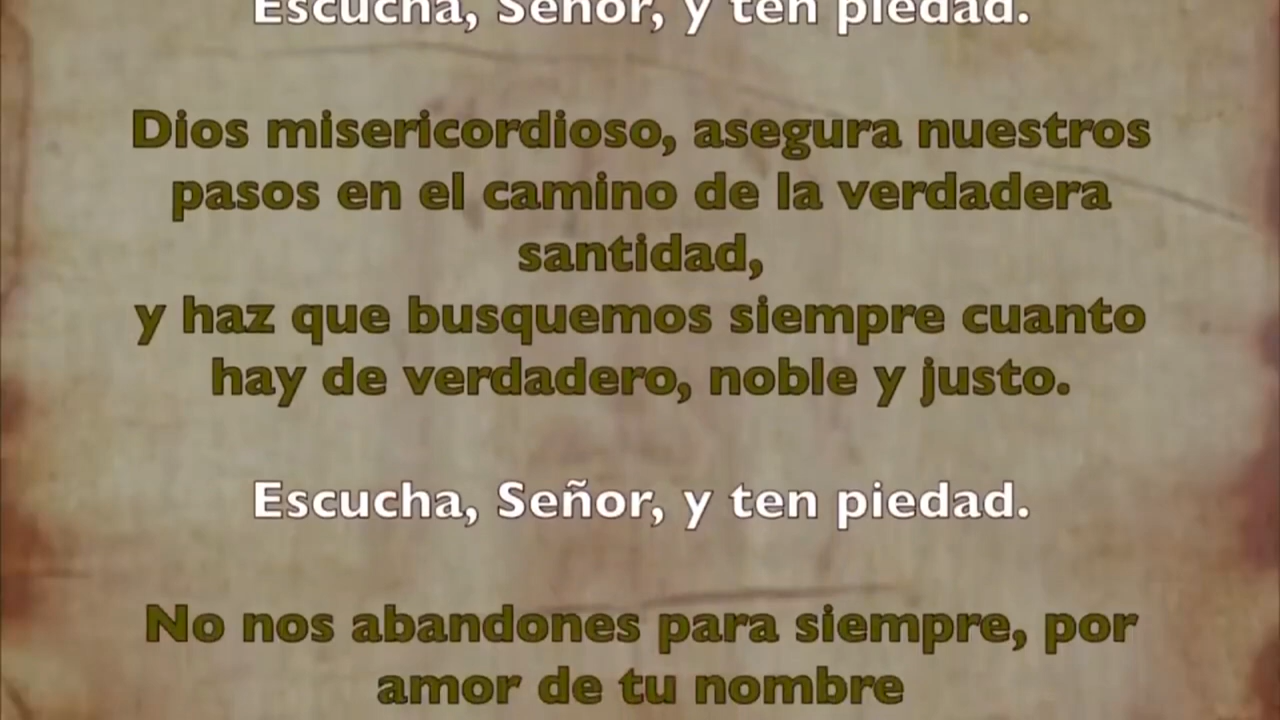 Escucha, Señor, y ten piedad.
Dios misericordioso, asegura nuestros
pasos en el camino de la verdadera
santidad,
y haz que busquemos siempre cuanto
hay de verdadero, noble y justo.
Escucha, Señor, y ten piedad.
No nos abandones para siempre, por
amor de tu nombre